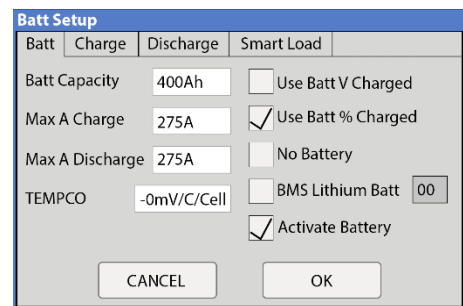 Batt Setup
Batt Charge Discharge Smart Load
Batt Capacity 400Ah Use Batt V Charged
Max A Charge 275A Use Batt % Charged
Max A Discharge 275A No Battery
TEMPCO -0mV/C/Cell BMS Lithium Batt 00
Activate Battery
CANCEL OK